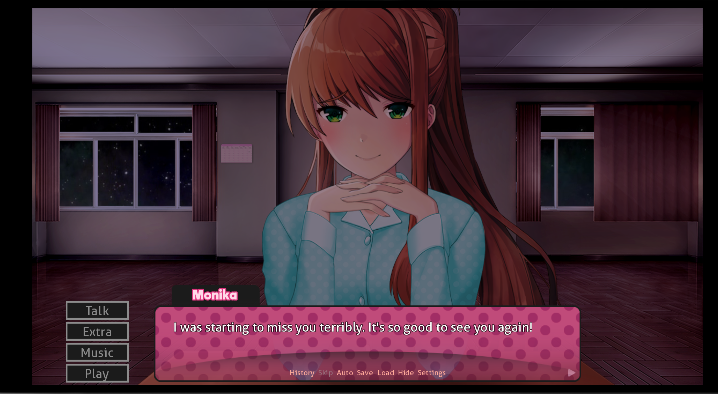 Monika
I was starting to miss you terribly. It's so good to see you again!
Talk
Extra
Music
Play
History Skip Auto Save Load Hide Settings